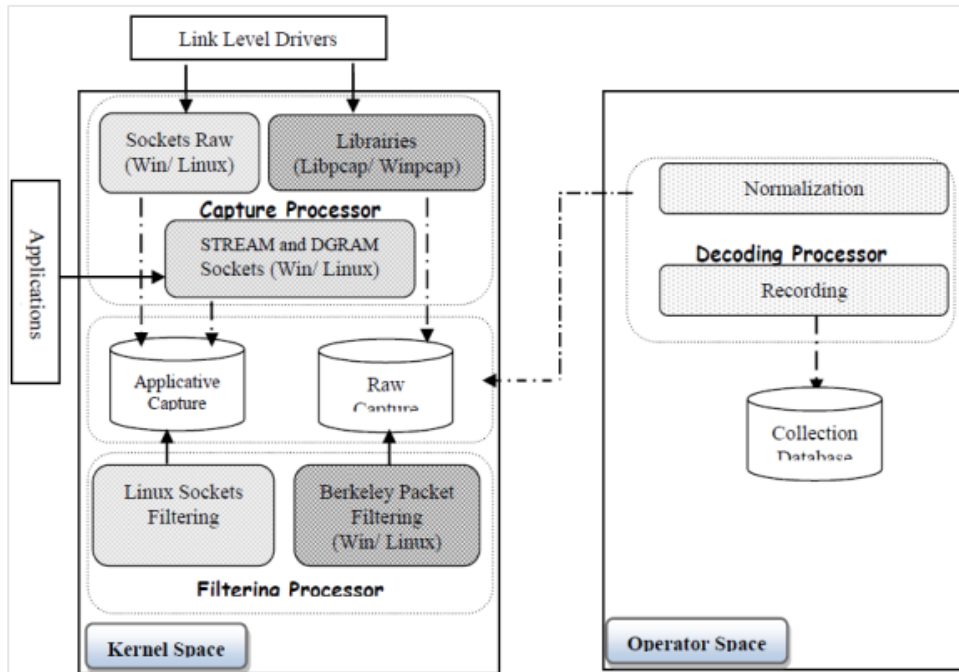 Link Level Drivers
Sockets Raw
(Win/ Linux)
Librairies
(Libpcap/ Winpcap)
Capture Processor
STREAM and DGRAM
Sockets (Win/ Linux)
Applications
Applicative
Capture
Raw
Capture
Linux Sockets
Filtering
Berkeley Packet
Filtering
(Win/ Linux)
Filtering Processor
Kernel Space
Normalization
Decoding Processor
Recording
Collection
Database
Operator Space